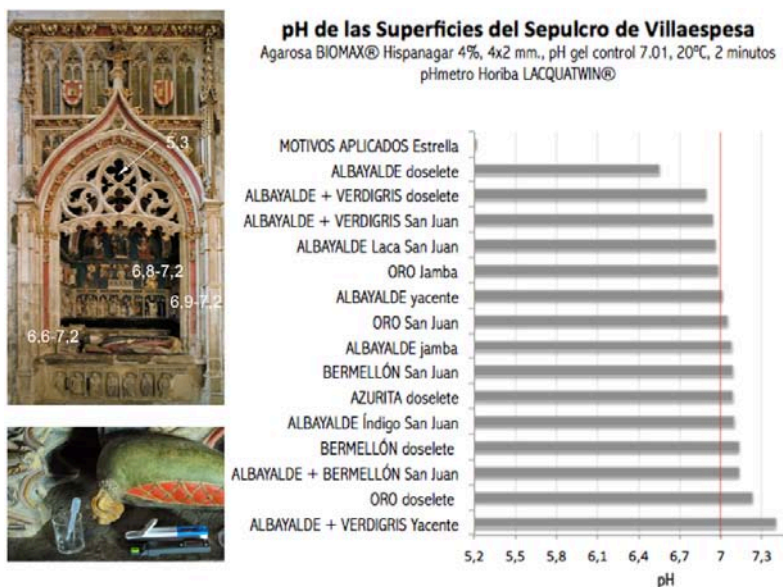 pH de las Superficies del Sepulcro de Villaespesa
Agarosa BIOMAX® Hispanagar 4%, 4x2 mm., pH gel control 7.01, 20ºC, 2 minutos
pHmetro Horiba LACQUATWIN®
5,3
6,8-7,2
6,9-7,2
6,6-7,2
MOTIVOS APLICADOS Estrella
ALBAYALDE doselete
ALBAYALDE + VERDIGRIS doselete
ALBAYALDE + VERDIGRIS San Juan
ALBAYALDE Laca San Juan
ORO Jamba
ALBAYALDE yacente
ORO San Juan
ALBAYALDE jamba
BERMELLÓN San Juan
AZURITA doselete
ALBAYALDE Índigo San Juan
BERMELLÓN doselete
ALBAYALDE + BERMELLÓN San Juan
ORO doselete
ALBAYALDE + VERDIGRIS Yacente
5,2 5,5 5,8 6,1 6,4 6,7 7 7,3
pH